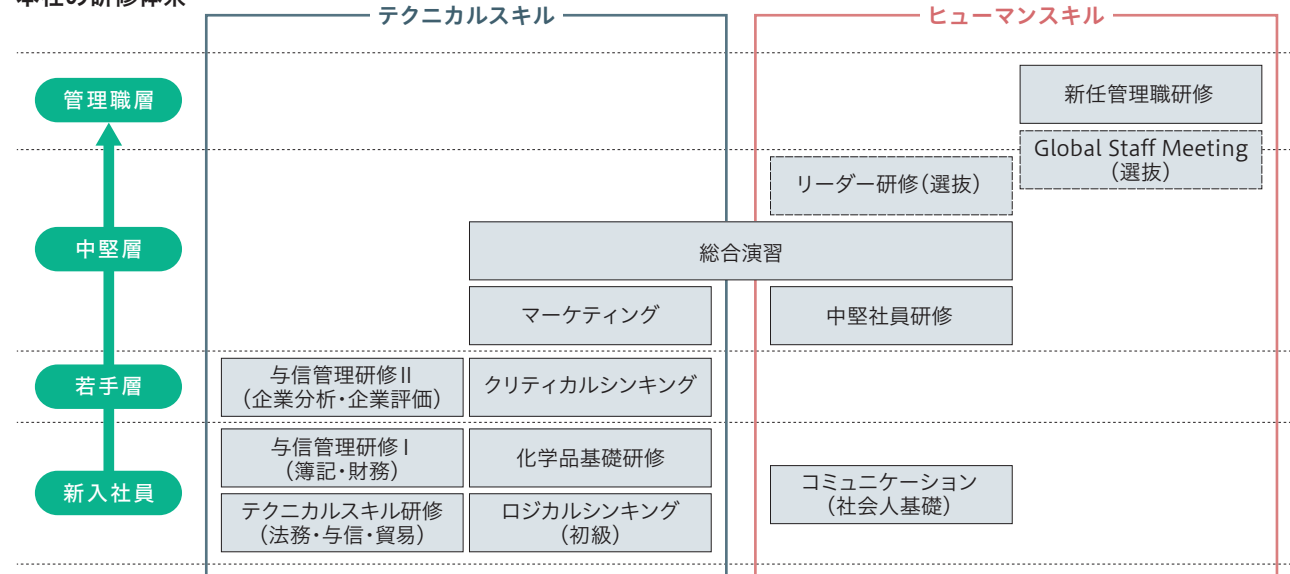 本社の研修体系
テクニカルスキル
ヒューマンスキル
管理職層
新任管理職研修
Global Staff Meeting
(選抜)
リーダー研修(選抜)
中堅層
総合演習
マーケティング
中堅社員研修
若手層
与信管理研修Ⅱ
(企業分析・企業評価)
クリティカルシンキング
新入社員
与信管理研修Ⅰ
(簿記・財務)
化学品基礎研修
コミュニケーション
(社会人基礎)
テクニカルスキル研修
(法務・与信・貿易)
ロジカルシンキング
(初級)